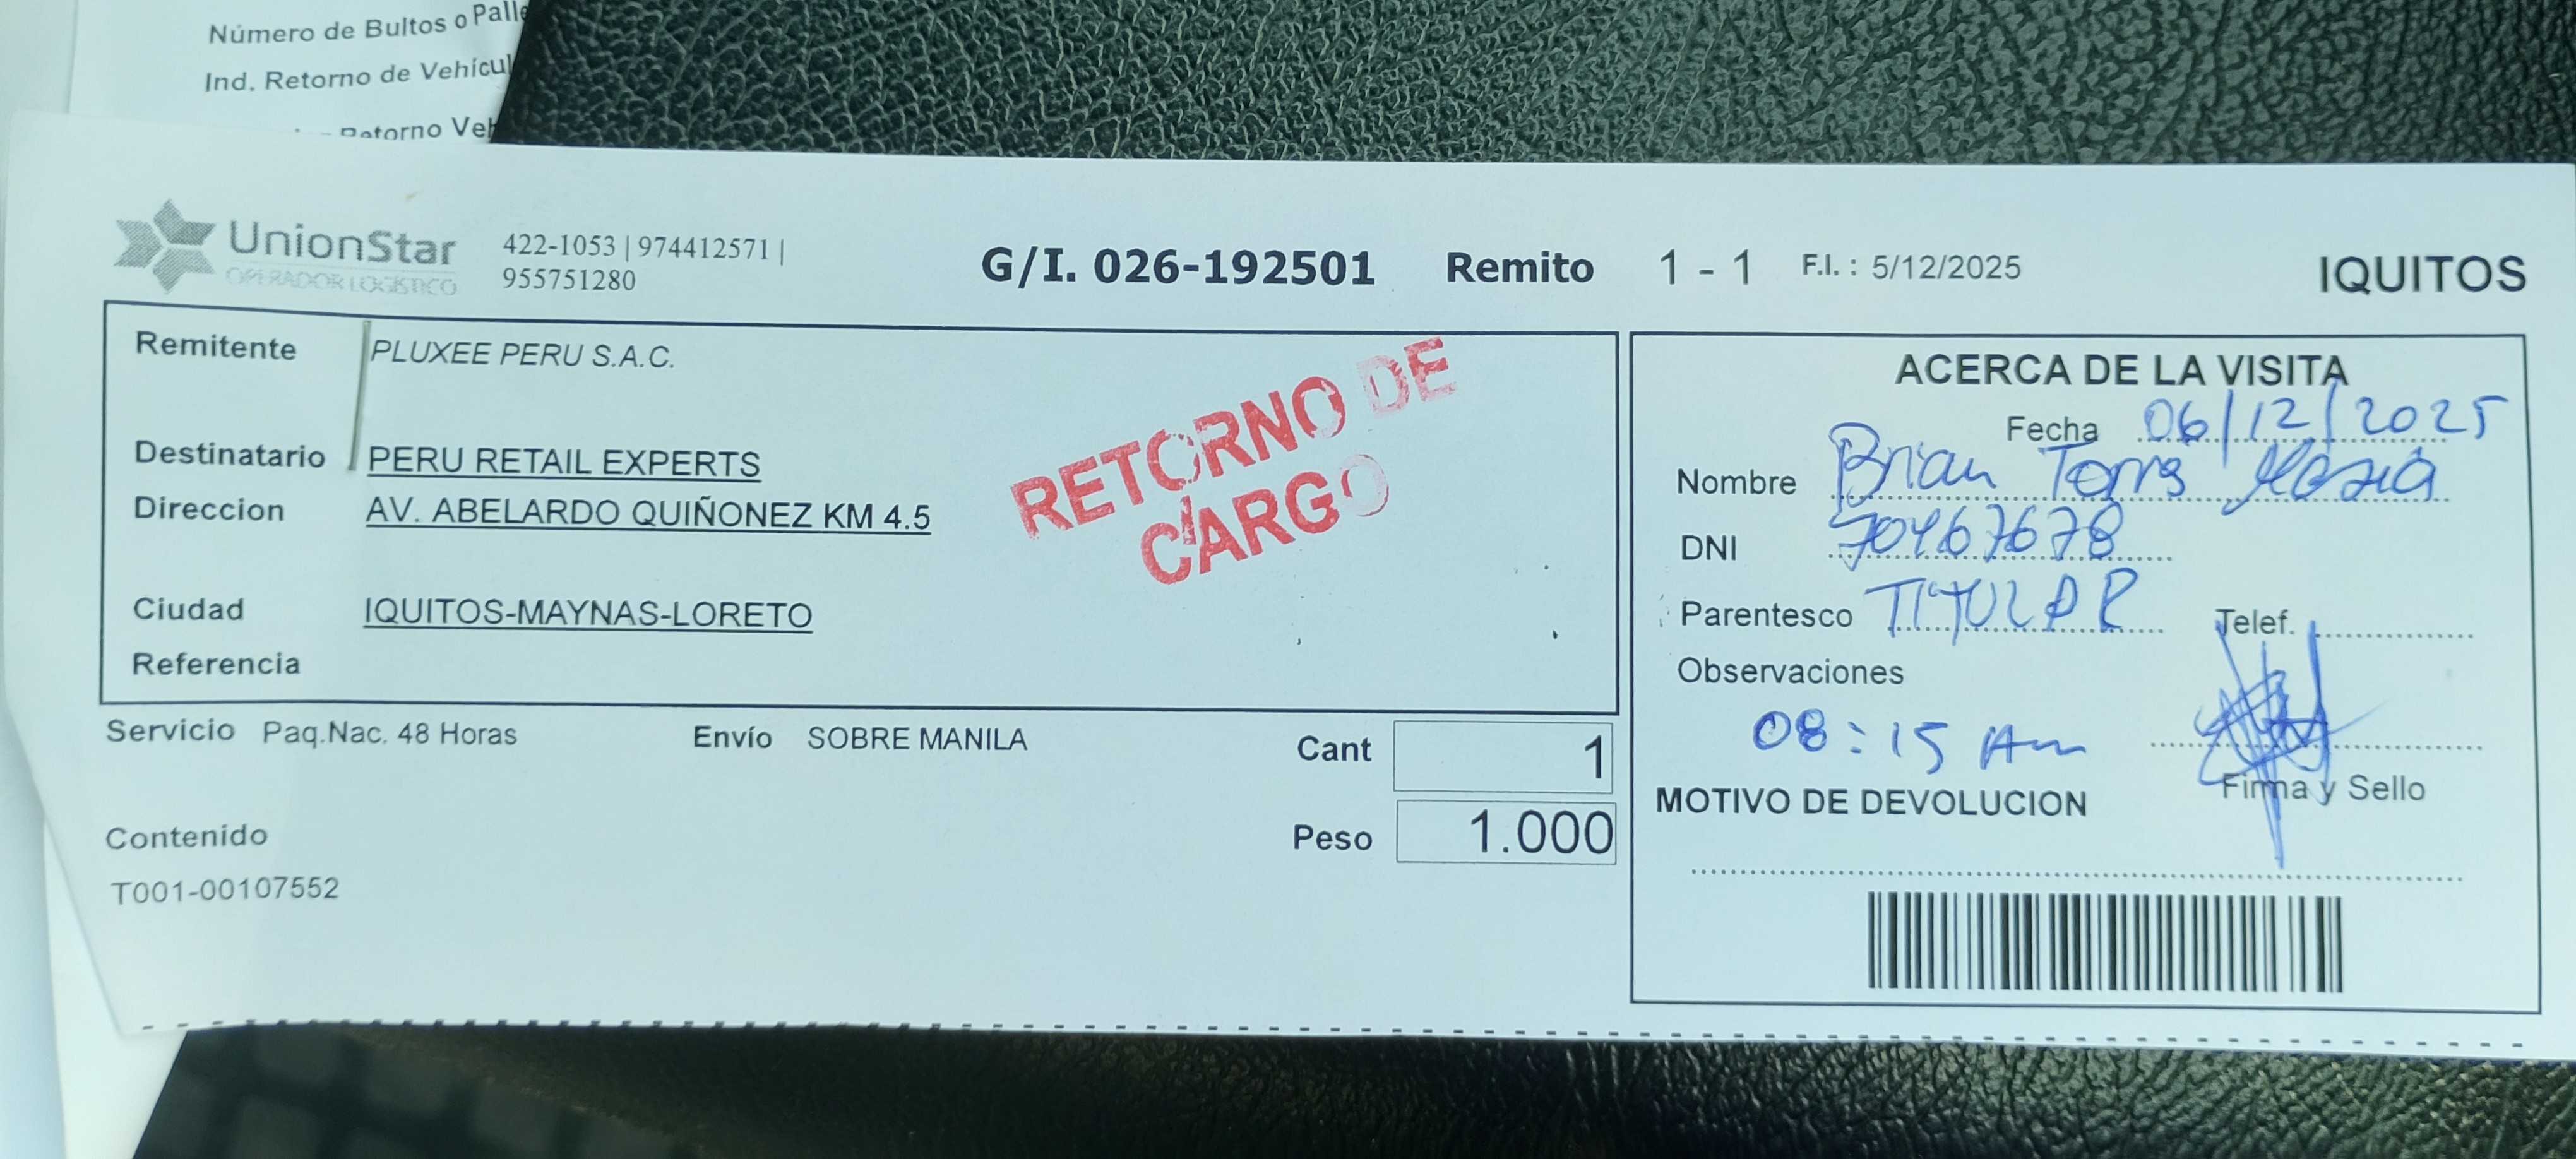 Número de Bultos o Palle
Ind. Retorno de Vehícul
Retorno Veh
UnionStar
OPERADOR LOGISTICO
422-1053 | 974412571 |
955751280
G/I. 026-192501 Remito 1 - 1 F.I. : 5/12/2025 IQUITOS
Remitente PLUXEE PERU S.A.C.
Destinatario PERU RETAIL EXPERTS
Direccion AV. ABELARDO QUIÑONEZ KM 4.5
Ciudad IQUITOS-MAYNAS-LORETO
Referencia
RETORNO DE
CARGO
Servicio Paq.Nac. 48 Horas Envío SOBRE MANILA Cant 1
Peso 1.000
Contenido
T001-00107552
ACERCA DE LA VISITA
Fecha 06/12/2025
Nombre Brian Torres
DNI 70467678
Parentesco TITULAR Telef.
Observaciones
08:15 Am
Firma y Sello
MOTIVO DE DEVOLUCION